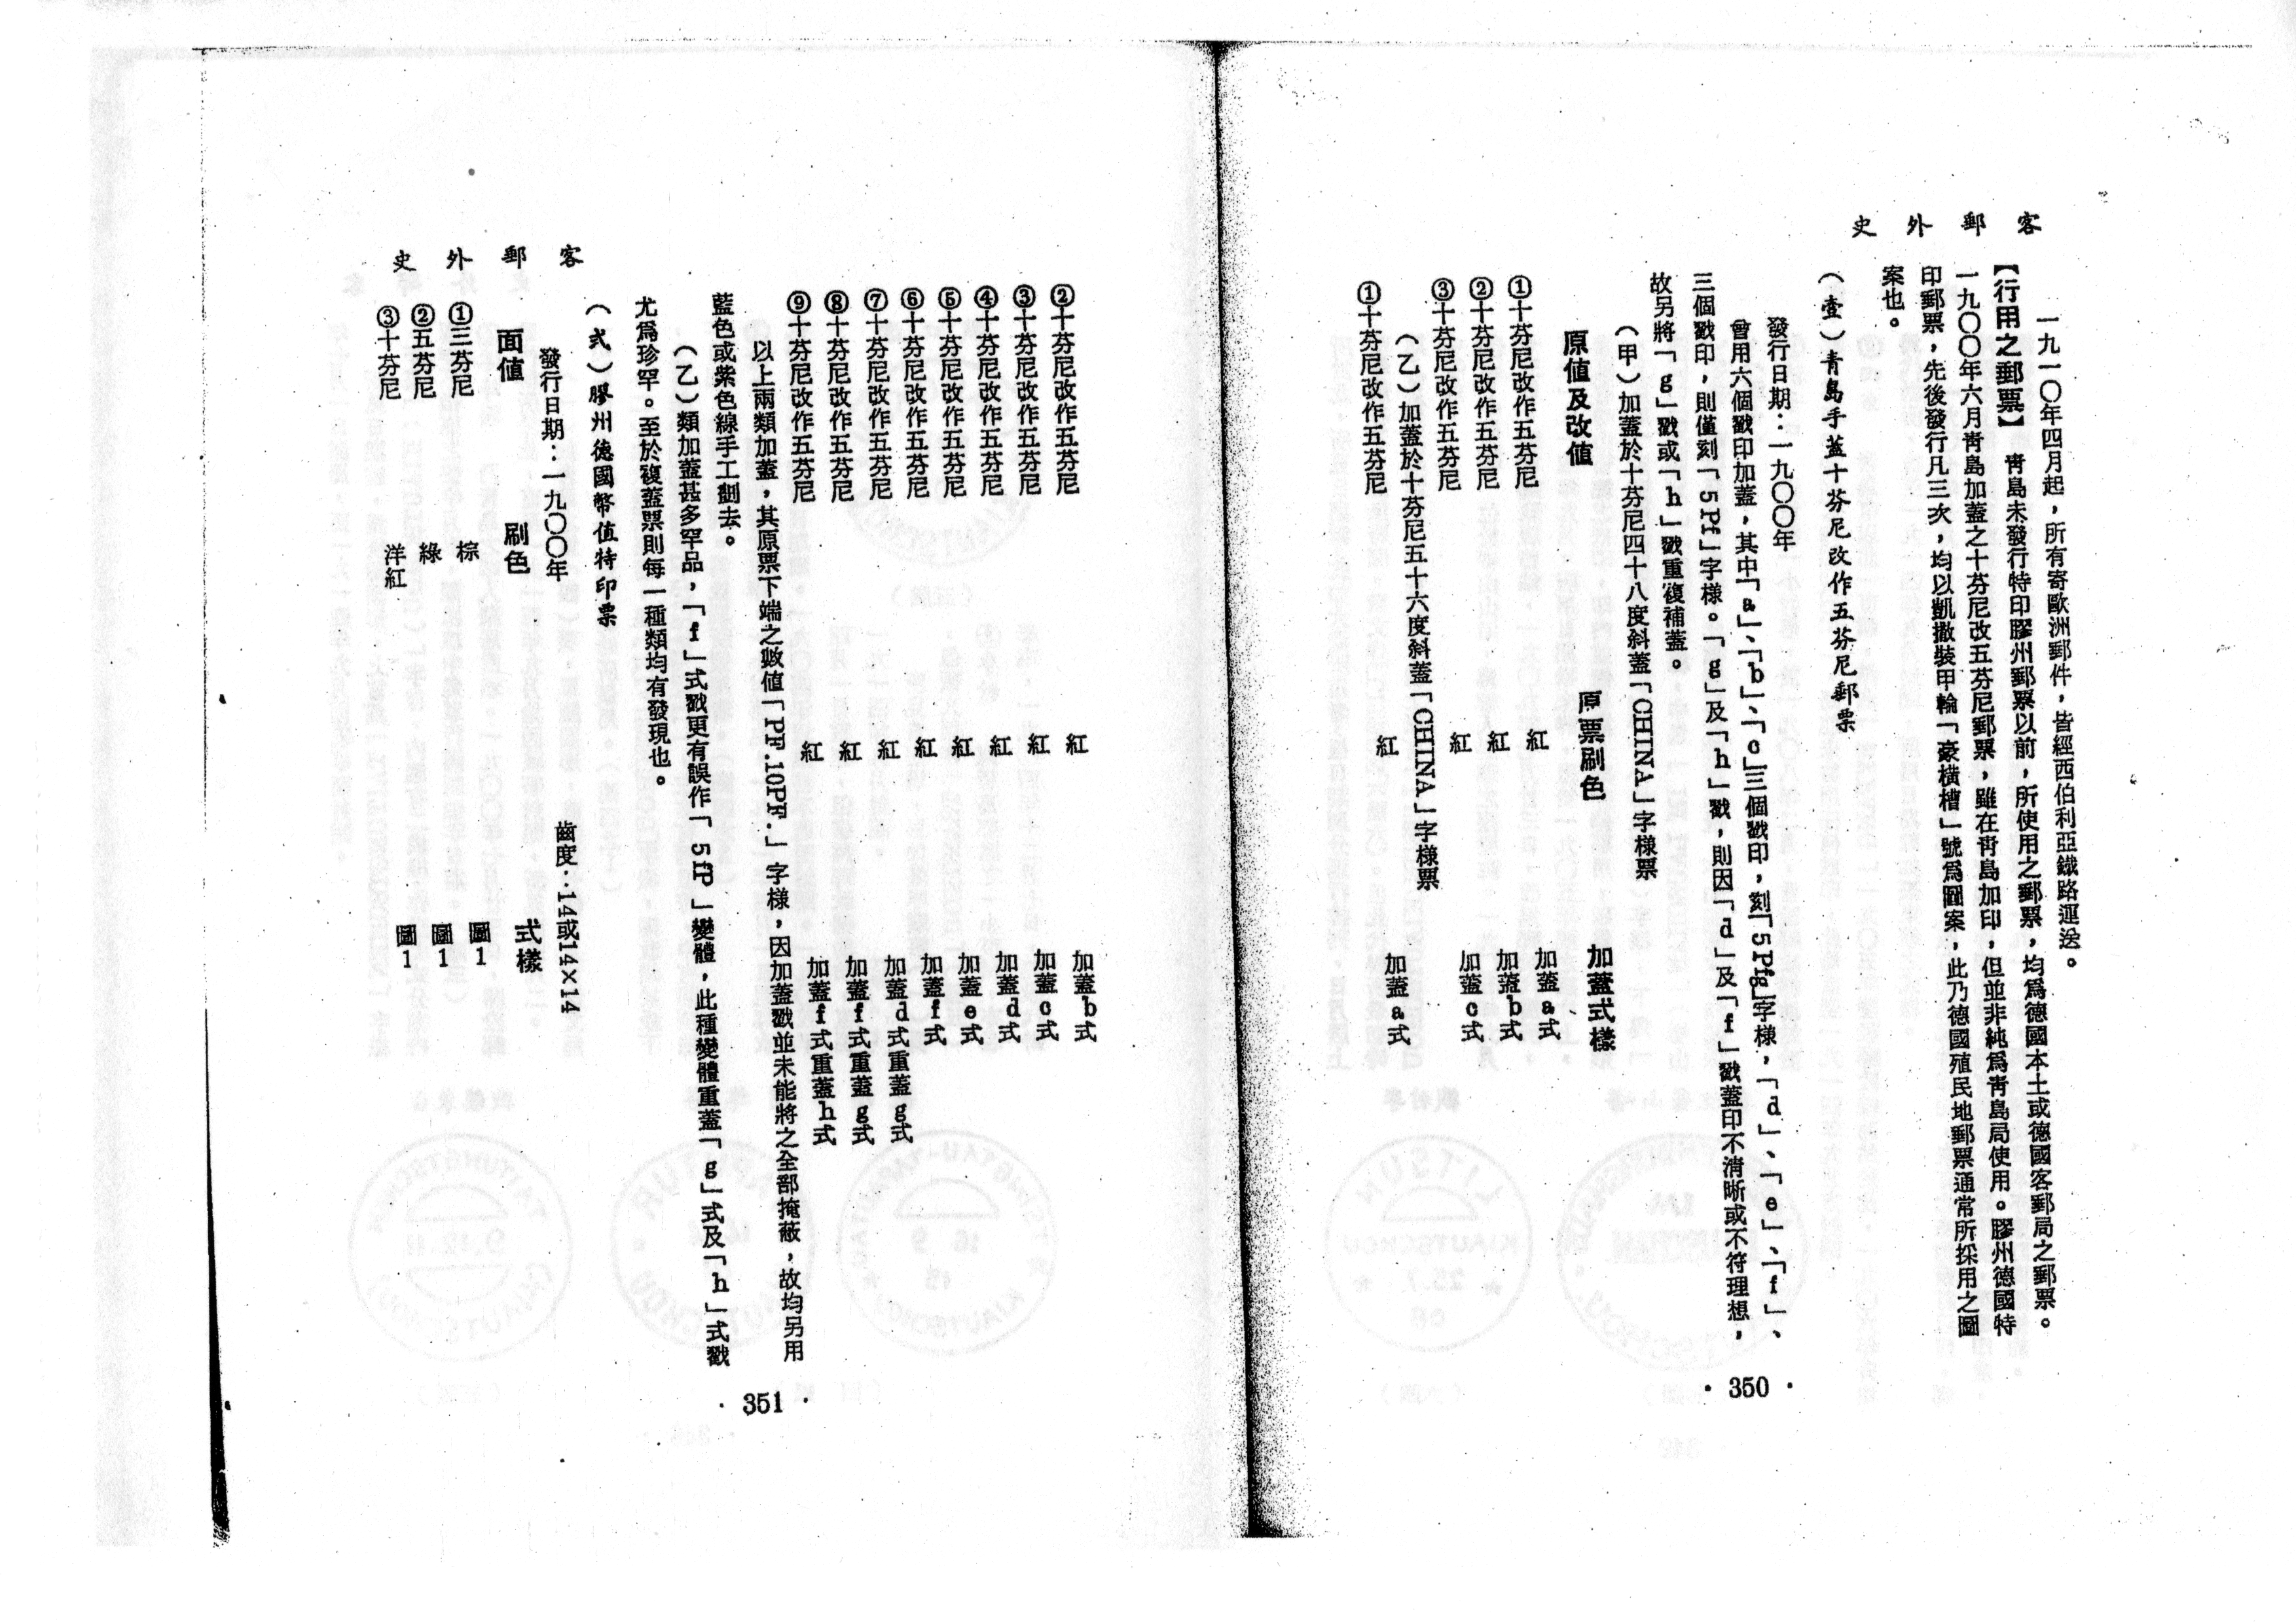 客郵外史
一九一〇年四月起，所有寄歐洲郵件，皆經西伯利亞鐵路運送。
【行用之郵票】　青島未發行特印膠州郵票以前，所使用之郵票，均爲德國本土或德國客郵局之郵票。
一九〇〇年六月靑島加蓋之十芬尼改五芬尼郵票，雖在靑島加印，但並非純爲靑島局使用。膠州德國特
印郵票，先後發行凡三次，均以凱撒裝甲輪「豪橫槽」號爲圖案，此乃德國殖民地郵票通常所採用之圖
案也。
（壹）靑島手蓋十芬尼改作五芬尼郵票
發行日期：一九〇〇年
曾用六個戳印加蓋，其中「a」、「b」、「c」三個戳印，刻「5 Pfg」字樣，「d」、「e」、「f」、
三個戳印，則僅刻「5 Pf」字樣。「g」及「h」戳，則因「d」及「f」戳蓋印不淸晰或不符理想，
故另將「g」戳或「h」戳重復補蓋。
（甲）加蓋於十芬尼四十八度斜蓋「CHINA」字樣票
原値及改値　原票刷色　加蓋式樣
①十芬尼改作五芬尼　紅　加蓋a式
②十芬尼改作五芬尼　紅　加蓋b式
③十芬尼改作五芬尼　紅　加蓋c式
（乙）加蓋於十芬尼五十六度斜蓋「CHINA」字樣票
①十芬尼改作五芬尼　紅　加蓋a式
· 350 ·
②十芬尼改作五芬尼　紅　加蓋b式
③十芬尼改作五芬尼　紅　加蓋c式
④十芬尼改作五芬尼　紅　加蓋d式
⑤十芬尼改作五芬尼　紅　加蓋e式
⑥十芬尼改作五芬尼　紅　加蓋f式
⑦十芬尼改作五芬尼　紅　加蓋d式重蓋g式
⑧十芬尼改作五芬尼　紅　加蓋f式重蓋g式
⑨十芬尼改作五芬尼　紅　加蓋f式重蓋h式
以上兩類加蓋，其原票下端之數値「PF.10PF.」字樣，因加蓋戳並未能將之全部掩蔽，故均另用
藍色或紫色線手工劃去。
（乙）類加蓋甚多罕品，「f」式戳更有誤作「5fP」變體，此種變體重蓋「g」式及「h」式戳
尤爲珍罕。至於複蓋票則每一種類均有發現也。
（貳）膠州德國幣值特印票
發行日期：一九〇〇年　齒度：14或14×14
面値　刷色　式樣
①三芬尼　棕　圖1
②五芬尼　綠　圖1
③十芬尼　洋紅　圖1
客郵外史
· 351 ·